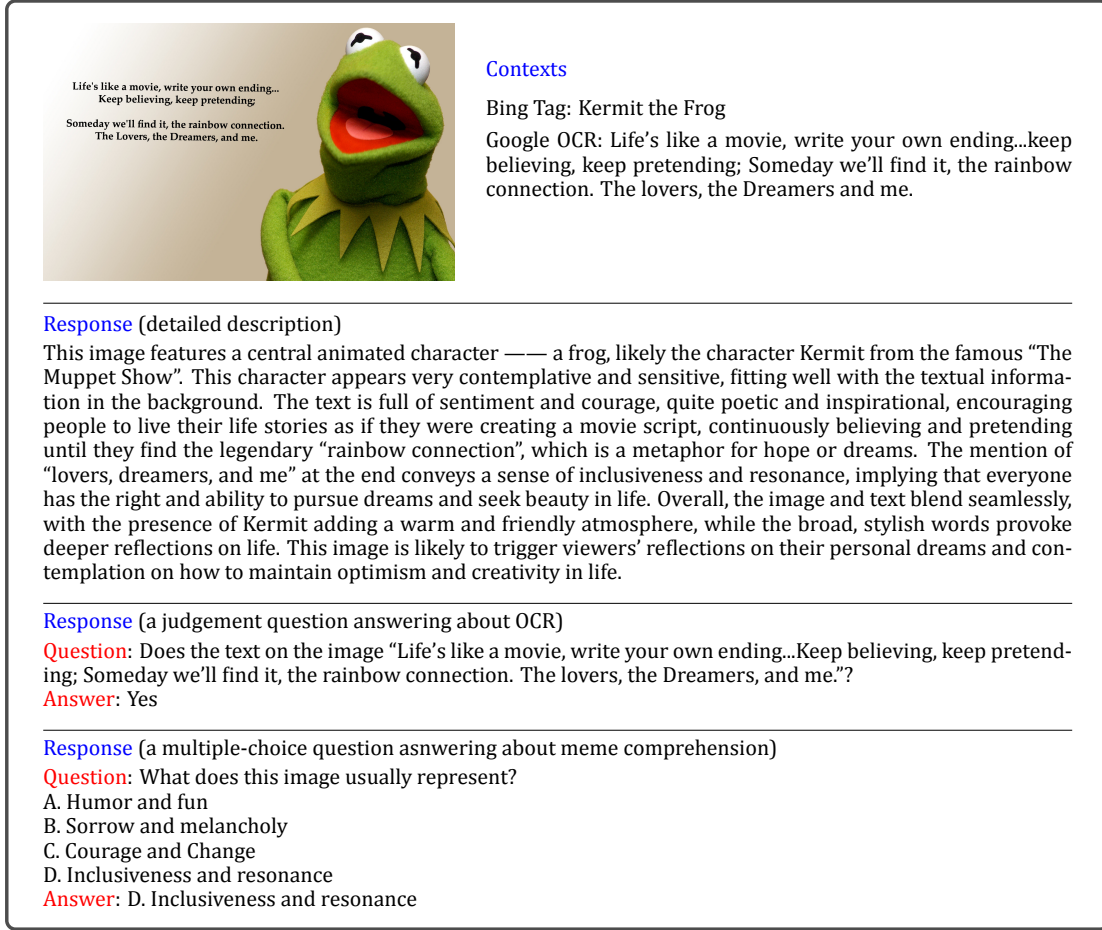 Life's like a movie, write your own ending...
Keep believing, keep pretending;
Someday we'll find it, the rainbow connection.
The Lovers, the Dreamers, and me.
Contexts
Bing Tag: Kermit the Frog
Google OCR: Life's like a movie, write your own ending...keep
believing, keep pretending; Someday we'll find it, the rainbow
connection. The lovers, the Dreamers and me.
Response (detailed description)
This image features a central animated character —— a frog, likely the character Kermit from the famous “The
Muppet Show”. This character appears very contemplative and sensitive, fitting well with the textual informa-
tion in the background. The text is full of sentiment and courage, quite poetic and inspirational, encouraging
people to live their life stories as if they were creating a movie script, continuously believing and pretending
until they find the legendary “rainbow connection”, which is a metaphor for hope or dreams. The mention of
“lovers, dreamers, and me” at the end conveys a sense of inclusiveness and resonance, implying that everyone
has the right and ability to pursue dreams and seek beauty in life. Overall, the image and text blend seamlessly,
with the presence of Kermit adding a warm and friendly atmosphere, while the broad, stylish words provoke
deeper reflections on life. This image is likely to trigger viewers’ reflections on their personal dreams and con-
templation on how to maintain optimism and creativity in life.
Response (a judgement question answering about OCR)
Question: Does the text on the image “Life’s like a movie, write your own ending...Keep believing, keep pretend-
ing; Someday we’ll find it, the rainbow connection. The lovers, the Dreamers, and me.”?
Answer: Yes
Response (a multiple-choice question asnwering about meme comprehension)
Question: What does this image usually represent?
A. Humor and fun
B. Sorrow and melancholy
C. Courage and Change
D. Inclusiveness and resonance
Answer: D. Inclusiveness and resonance